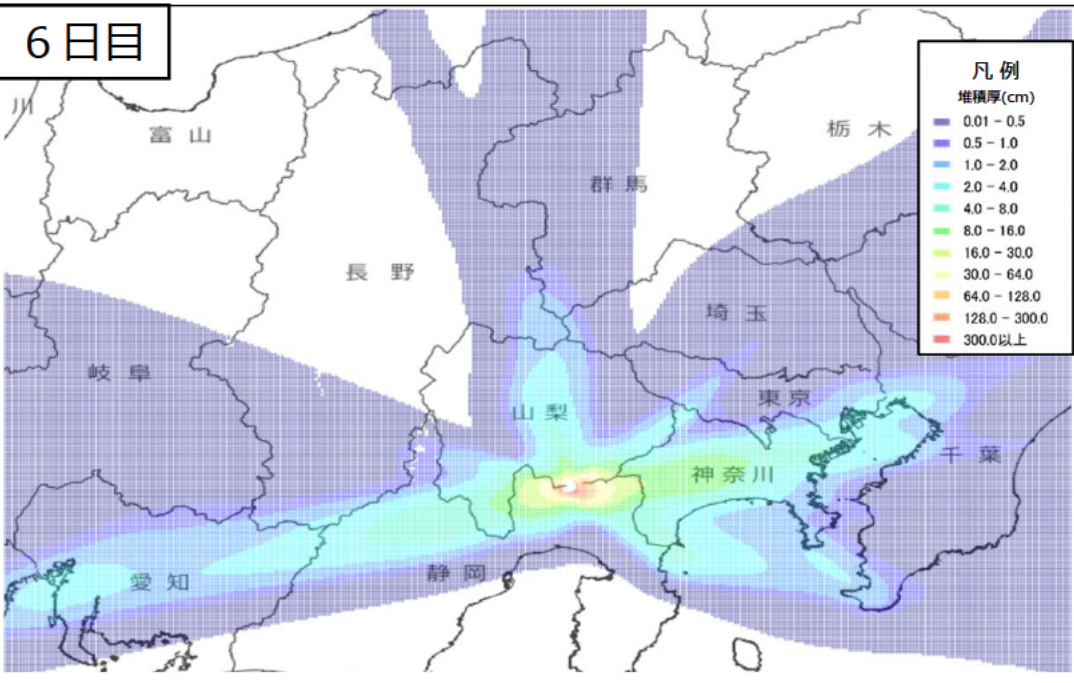 6日目
凡 例
堆積厚(cm)
0.01 − 0.5
0.5 − 1.0
1.0 − 2.0
2.0 − 4.0
4.0 − 8.0
8.0 − 16.0
16.0 − 30.0
30.0 − 64.0
64.0 − 128.0
128.0 − 300.0
300.0以上
川
富 山
栃 木
群 馬
長 野
埼 玉
岐 阜
東 京
山 梨
千 葉
神 奈 川
静 岡
愛 知